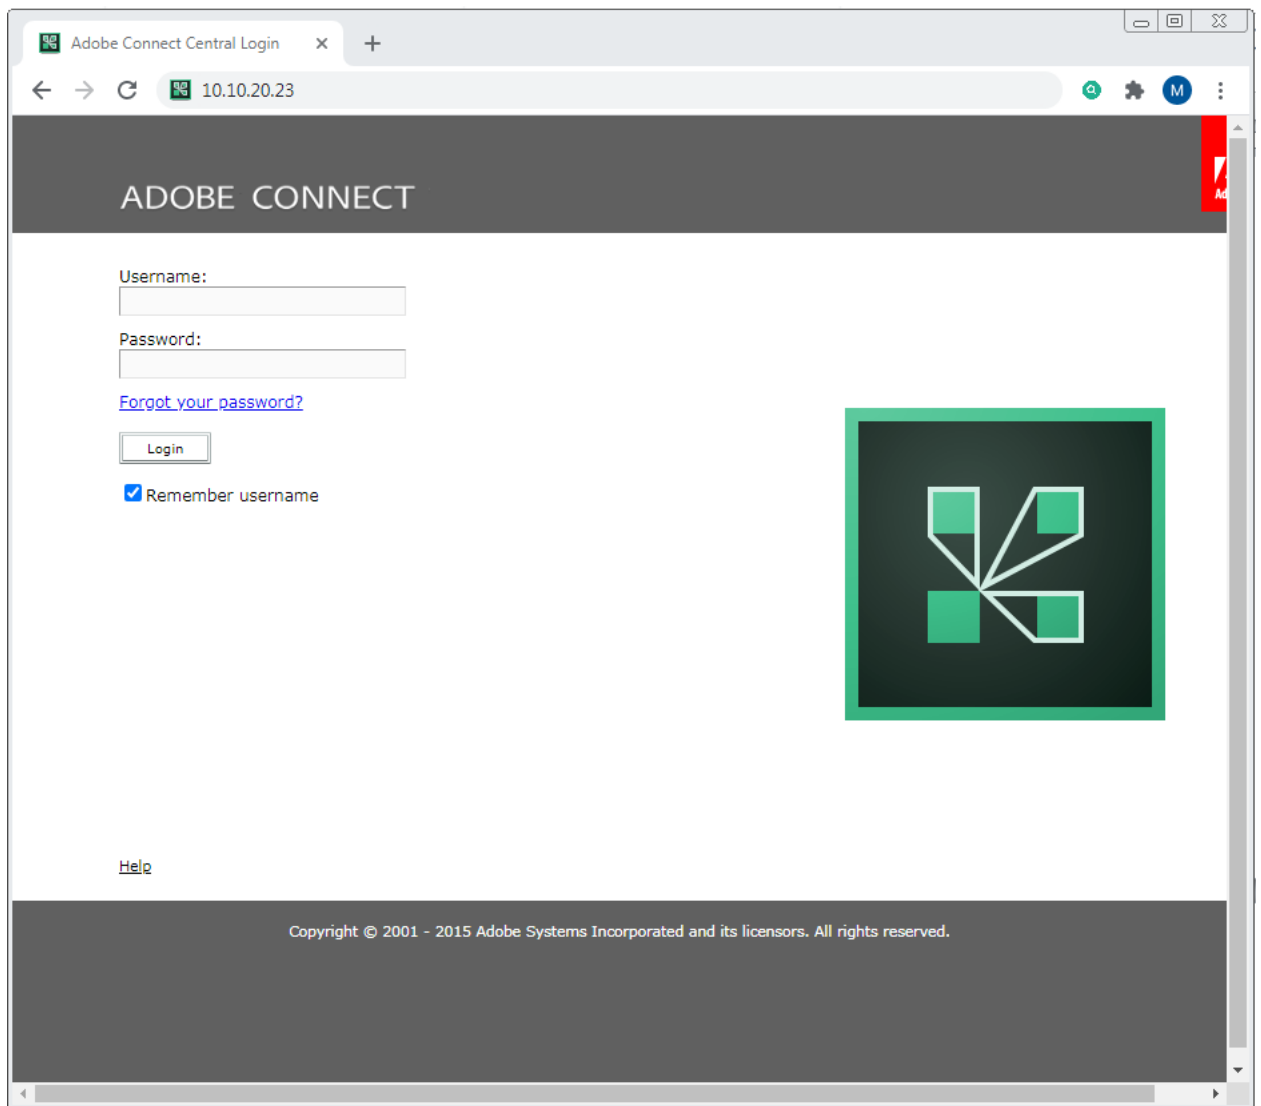 Adobe Connect Central Login
10.10.20.23
M
ADOBE CONNECT
Ad
Username:
Password:
Forgot your password?
Login
Remember username
Help
Copyright © 2001 - 2015 Adobe Systems Incorporated and its licensors. All rights reserved.